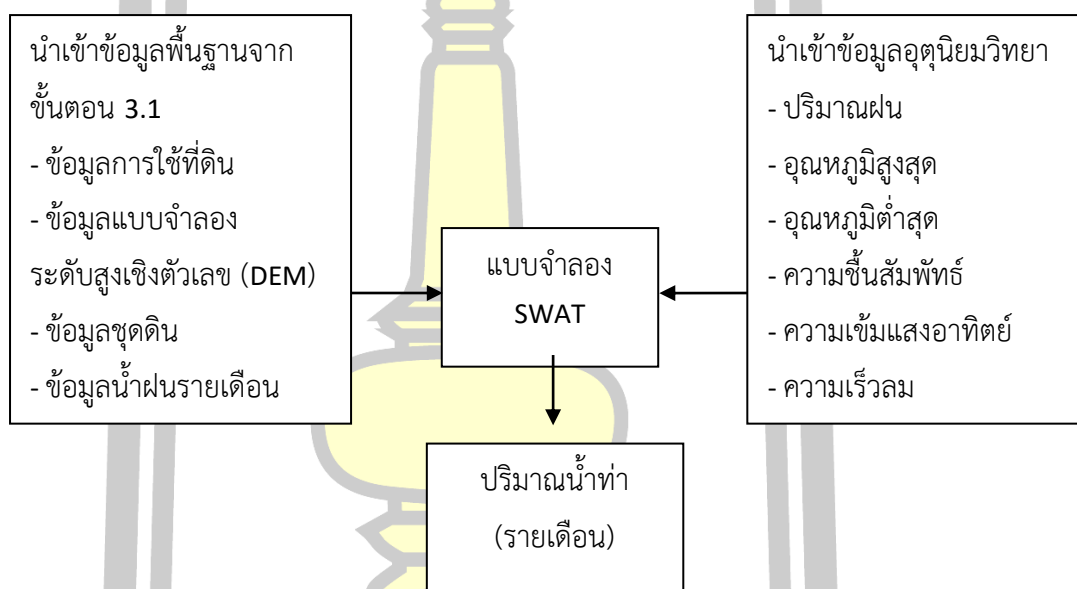 นำเข้าข้อมูลพื้นฐานจาก
ขั้นตอน 3.1
- ข้อมูลการใช้ที่ดิน
- ข้อมูลแบบจำลอง
ระดับสูงเชิงตัวเลข (DEM)
- ข้อมูลชุดดิน
- ข้อมูลน้ำฝนรายเดือน
แบบจำลอง
SWAT
นำเข้าข้อมูลอุตุนิยมวิทยา
- ปริมาณฝน
- อุณหภูมิสูงสุด
- อุณหภูมิต่ำสุด
- ความชื้นสัมพัทธ์
- ความเข้มแสงอาทิตย์
- ความเร็วลม
ปริมาณน้ำท่า
(รายเดือน)